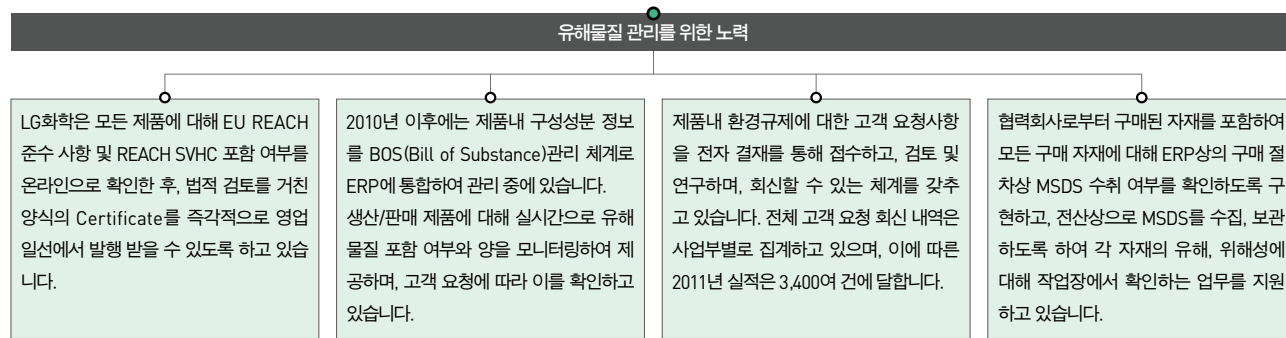 유해물질 관리를 위한 노력
LG화학은 모든 제품에 대해 EU REACH
준수 사항 및 REACH SVHC 포함 여부를
온라인으로 확인한 후, 법적 검토를 거친
양식의 Certificate를 즉각적으로 영업
일선에서 발행 받을 수 있도록 하고 있습
니다.
2010년 이후에는 제품내 구성성분 정보
를 BOS(Bill of Substance)관리 체계로
ERP에 통합하여 관리 중에 있습니다.
생산/판매 제품에 대해 실시간으로 유해
물질 포함 여부와 양을 모니터링하여 제
공하며, 고객 요청에 따라 이를 확인하고
있습니다.
제품내 환경규제에 대한 고객 요청사항
을 전자 결재를 통해 접수하고, 검토 및
연구하며, 회신할 수 있는 체계를 갖추
고 있습니다. 전체 고객 요청 회신 내역은
사업부별로 집계하고 있으며, 이에 따른
2011년 실적은 3,400여 건에 달합니다.
협력회사로부터 구매된 자재를 포함하여
모든 구매 자재에 대해 ERP상의 구매 절
차상 MSDS 수취 여부를 확인하도록 구
현하고, 전산상으로 MSDS를 수집, 보관
하도록 하여 각 자재의 유해, 위해성에
대해 작업장에서 확인하는 업무를 지원
하고 있습니다.